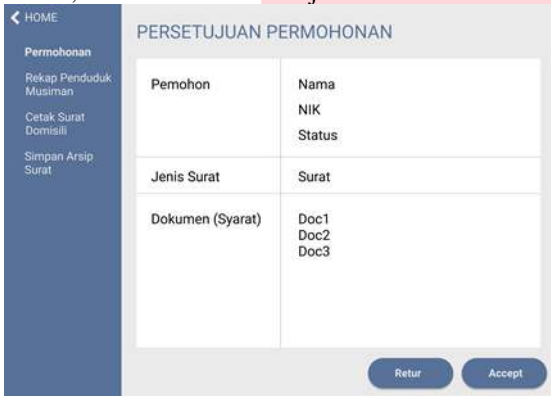 HOME
Permohonan
Rekap Penduduk
Musiman
Cetak Surat
Domisili
Simpan Arsip
Surat
PERSETUJUAN PERMOHONAN
Pemohon
Nama
NIK
Status
Jenis Surat
Surat
Dokumen (Syarat)
Doc1
Doc2
Doc3
Retur
Accept